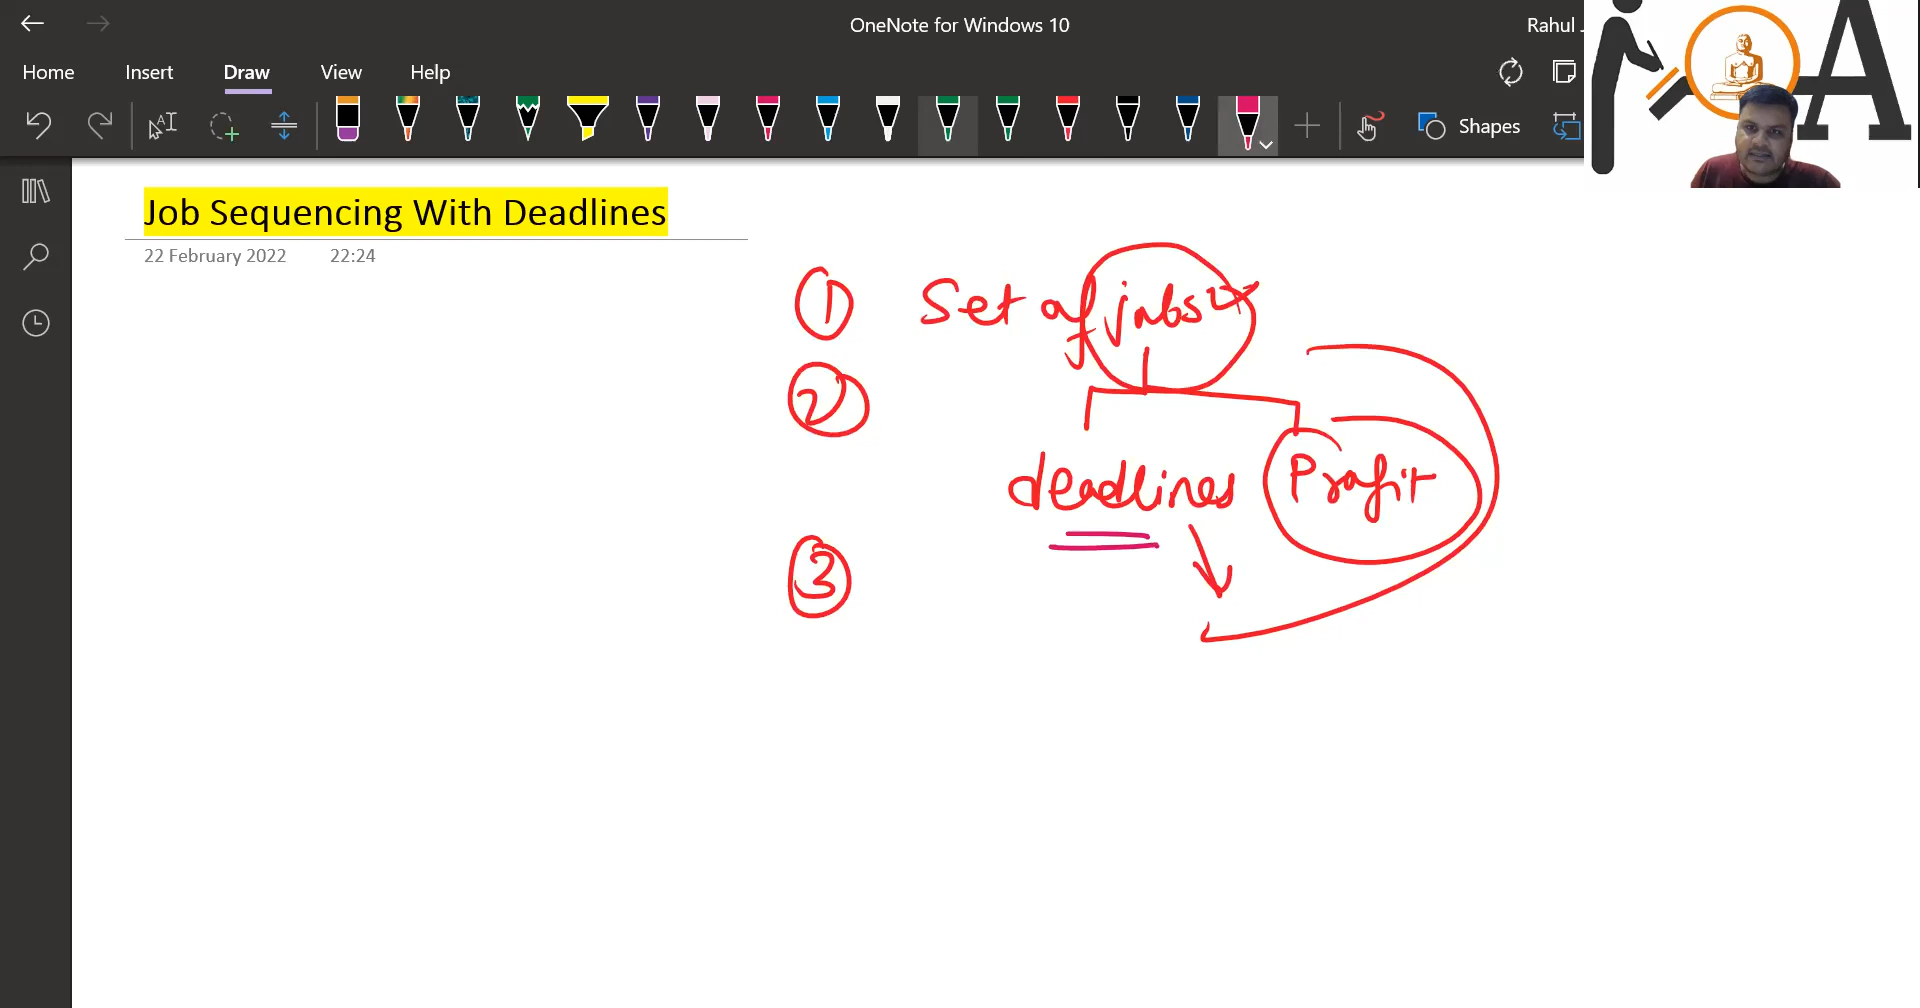 OneNote for Windows 10
Rahul
Home Insert Draw View Help
Shapes
Job Sequencing With Deadlines
22 February 2022 22:24
1 Set of jobs
2
deadlines Profit
3
A